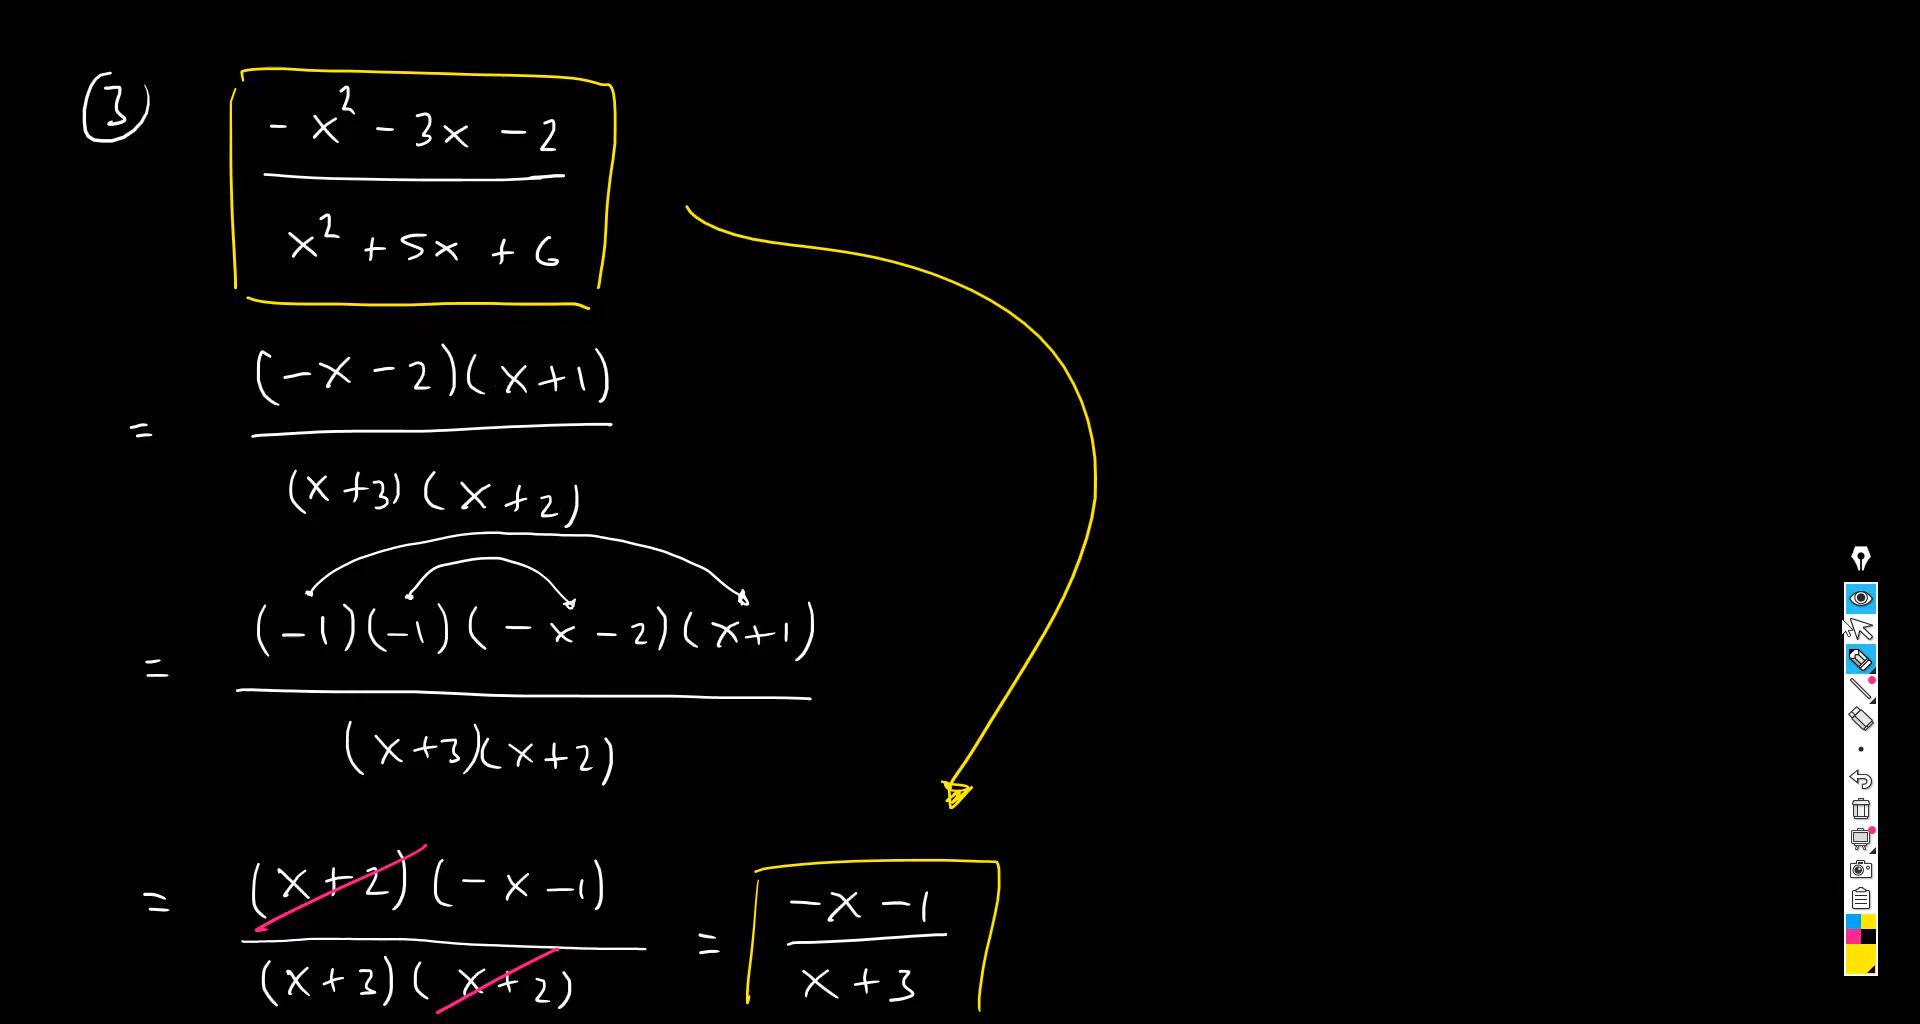 3
- x² - 3x - 2
x² + 5x + 6
= (-x - 2)(x + 1)
(x + 3)(x + 2)
= (-1)(-1)(-x - 2)(x + 1)
(x + 3)(x + 2)
= (x + 2)(-x - 1)
(x + 3)(x + 2)
= -x - 1
x + 3